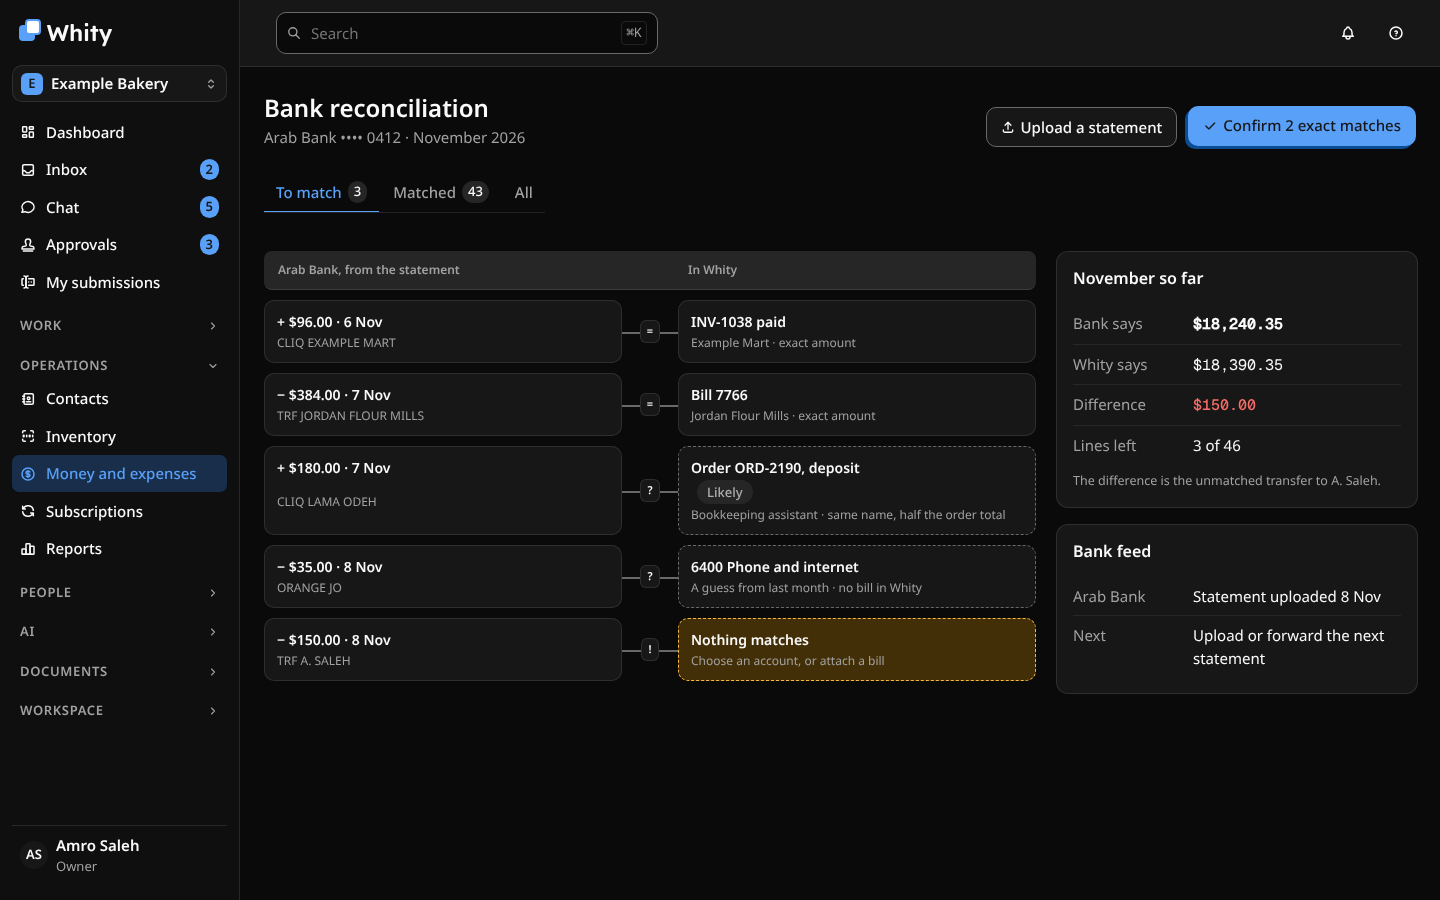 Whity
Search
⌘K
E
Example Bakery
Dashboard
Inbox 2
Chat 5
Approvals 3
My submissions
WORK
OPERATIONS
Contacts
Inventory
Money and expenses
Subscriptions
Reports
PEOPLE
AI
DOCUMENTS
WORKSPACE
AS
Amro Saleh
Owner
Bank reconciliation
Arab Bank •••• 0412 · November 2026
Upload a statement
Confirm 2 exact matches
To match 3
Matched 43
All
Arab Bank, from the statement
In Whity
+ $96.00 · 6 Nov
CLIQ EXAMPLE MART
=
INV-1038 paid
Example Mart · exact amount
− $384.00 · 7 Nov
TRF JORDAN FLOUR MILLS
=
Bill 7766
Jordan Flour Mills · exact amount
+ $180.00 · 7 Nov
CLIQ LAMA ODEH
?
Order ORD-2190, deposit
Likely
Bookkeeping assistant · same name, half the order total
− $35.00 · 8 Nov
ORANGE JO
?
6400 Phone and internet
A guess from last month · no bill in Whity
− $150.00 · 8 Nov
TRF A. SALEH
!
Nothing matches
Choose an account, or attach a bill
November so far
Bank says $18,240.35
Whity says $18,390.35
Difference $150.00
Lines left 3 of 46
The difference is the unmatched transfer to A. Saleh.
Bank feed
Arab Bank Statement uploaded 8 Nov
Next Upload or forward the next
statement